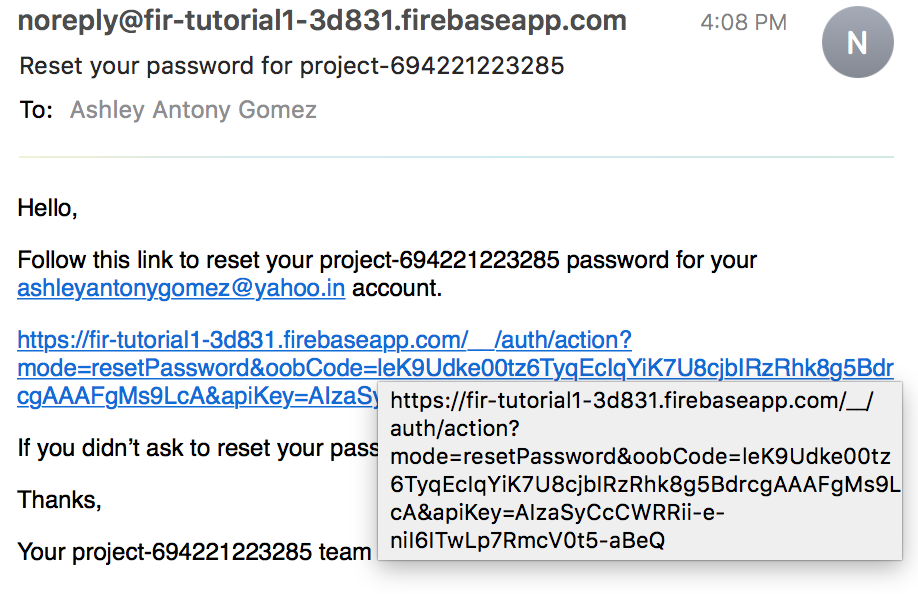 noreply@fir-tutorial1-3d831.firebaseapp.com
4:08 PM
N
Reset your password for project-694221223285
To: Ashley Antony Gomez
Hello,
Follow this link to reset your project-694221223285 password for your
ashleyantonygomez@yahoo.in account.
https://fir-tutorial1-3d831.firebaseapp.com/__/auth/action?
mode=resetPassword&oobCode=leK9Udke00tz6TyqEcIqYiK7U8cjbIRzRhk8g5Bdr
cgAAAFgMs9LcA&apiKey=AIzaSy
https://fir-tutorial1-3d831.firebaseapp.com/__/
auth/action?
mode=resetPassword&oobCode=leK9Udke00tz
6TyqEcIqYiK7U8cjbIRzRhk8g5BdrcgAAAFgMs9L
cA&apiKey=AIzaSyCcCWRRii-e-
niI6ITwLp7RmcV0t5-aBeQ
If you didn’t ask to reset your pass
Thanks,
Your project-694221223285 team